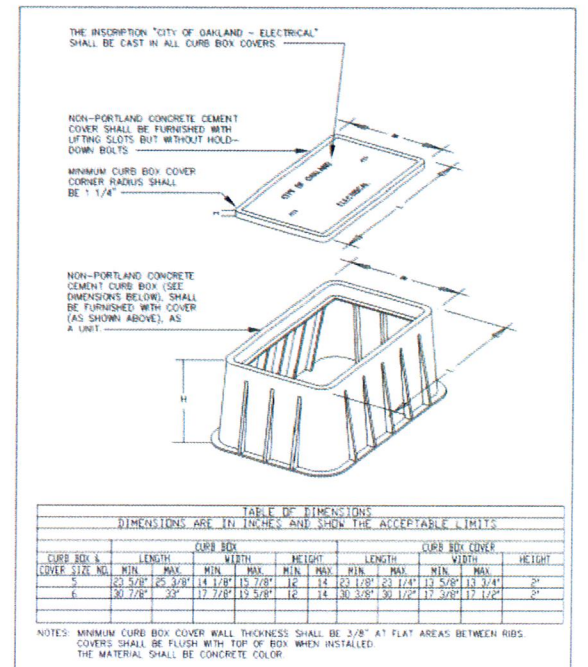 THE INSCRIPTION "CITY OF OAKLAND - ELECTRICAL"
SHALL BE CAST IN ALL CURB BOX COVERS
NON-PORTLAND CONCRETE CEMENT
COVER SHALL BE FURNISHED WITH
LIFTING SLOTS BUT WITHOUT HOLD-
DOWN BOLTS
MINIMUM CURB BOX COVER
CORNER RADIUS SHALL
BE 1 1/4"
W
L
CITY OF OAKLAND
ELECTRICAL
NON-PORTLAND CONCRETE
CEMENT CURB BOX (SEE
DIMENSIONS BELOW), SHALL
BE FURNISHED WITH COVER
(AS SHOWN ABOVE), AS
A UNIT
W
L
H
TABLE OF DIMENSIONS
DIMENSIONS ARE IN INCHES AND SHOW THE ACCEPTABLE LIMITS
CURB BOX CURB BOX COVER
CURB BOX & LENGTH WIDTH HEIGHT LENGTH WIDTH HEIGHT
COVER SIZE NO. MIN. MAX. MIN. MAX. MIN. MAX. MIN. MAX. MIN. MAX.
5 23 5/8" 25 3/8" 14 1/8" 15 7/8" 12 14 23 1/8" 23 1/4" 13 5/8" 13 3/4" 2"
6 30 7/8" 33" 17 7/8" 19 5/8" 12 14 30 3/8" 30 1/2" 17 3/8" 17 1/2" 2"
NOTES: MINIMUM CURB BOX COVER WALL THICKNESS SHALL BE 3/8" AT FLAT AREAS BETWEEN RIBS
COVERS SHALL BE FLUSH WITH TOP OF BOX WHEN INSTALLED.
THE MATERIAL SHALL BE CONCRETE COLOR